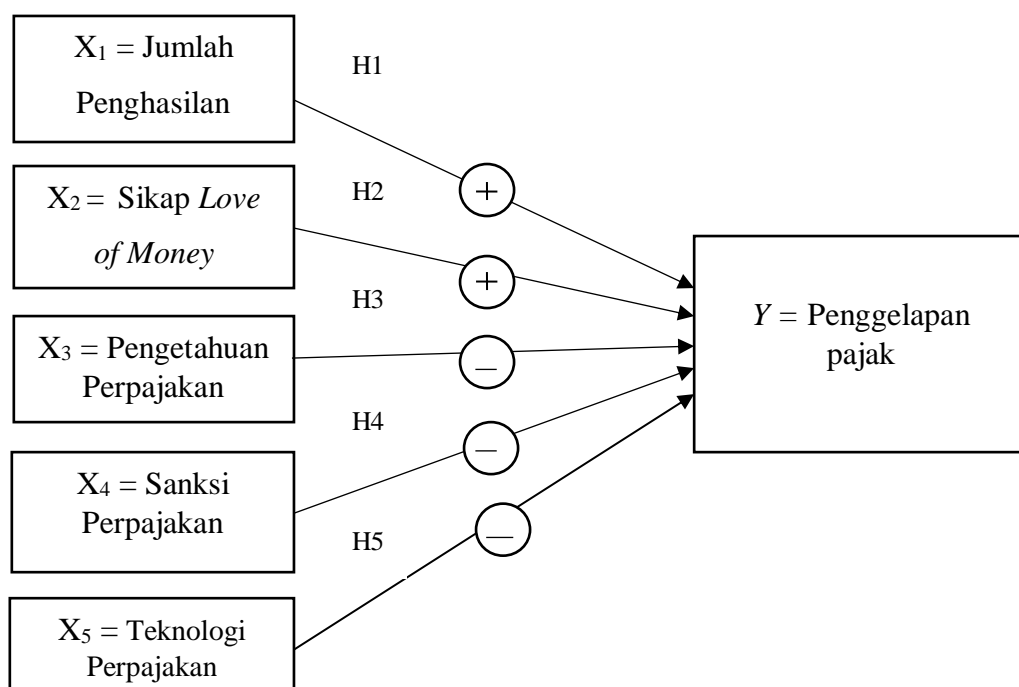 X₁ = Jumlah
Penghasilan
H1
+
X₂ = Sikap Love
of Money
H2
+
X₃ = Pengetahuan
Perpajakan
H3
−
X₄ = Sanksi
Perpajakan
H4
−
X₅ = Teknologi
Perpajakan
H5
−
Y = Penggelapan
pajak